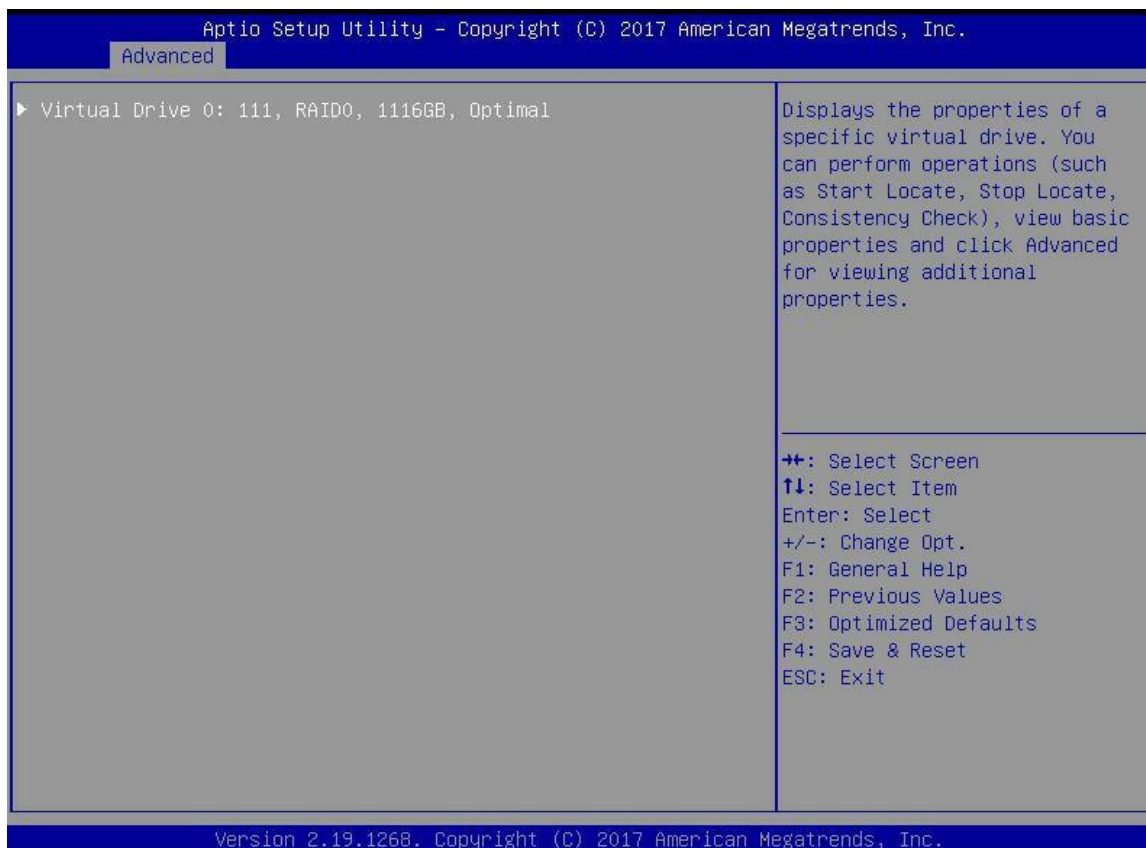 Aptio Setup Utility – Copyright (C) 2017 American Megatrends, Inc.
Advanced
▶ Virtual Drive 0: 111, RAID0, 1116GB, Optimal
Displays the properties of a
specific virtual drive. You
can perform operations (such
as Start Locate, Stop Locate,
Consistency Check), view basic
properties and click Advanced
for viewing additional
properties.
→←: Select Screen
↑↓: Select Item
Enter: Select
+/-: Change Opt.
F1: General Help
F2: Previous Values
F3: Optimized Defaults
F4: Save & Reset
ESC: Exit
Version 2.19.1268. Copyright (C) 2017 American Megatrends, Inc.